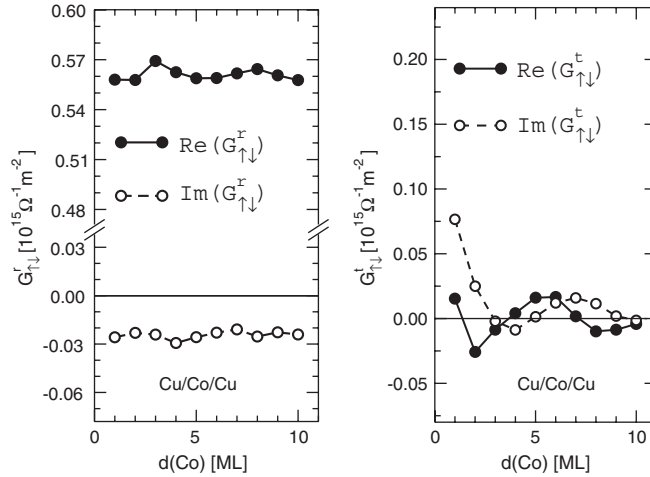 0.60
0.57
0.54
0.51
0.48
-0.03
0.00
-0.03
-0.06
G^r_↑↓ [10^15 Ω^-1 m^-2]
Re(G^r_↑↓)
Im(G^r_↑↓)
Cu/Co/Cu
0 5 10
d(Co) [ML]
0.20
0.15
0.10
0.05
0.00
-0.05
G^t_↑↓ [10^15 Ω^-1 m^-2]
Re(G^t_↑↓)
Im(G^t_↑↓)
Cu/Co/Cu
0 5 10
d(Co) [ML]